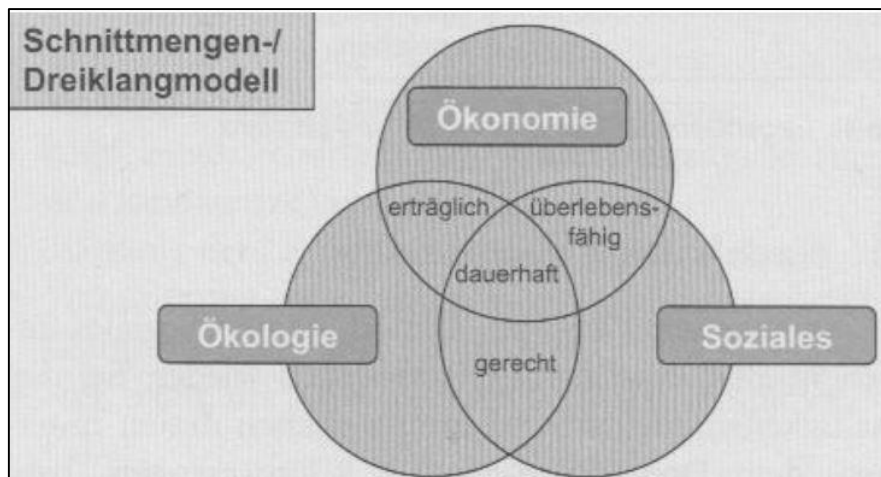 Schnittmengen-/
Dreiklangmodell
Ökonomie
erträglich
überlebens-
fähig
dauerhaft
Ökologie
Soziales
gerecht